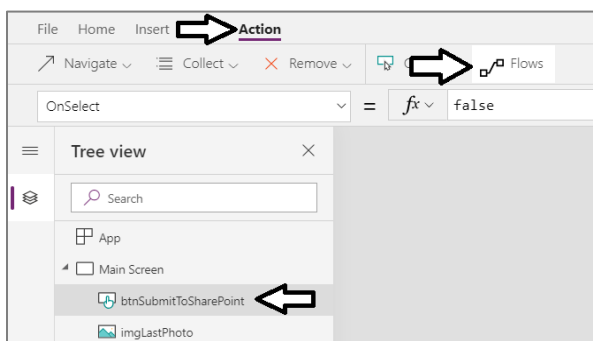 File Home Insert Action
Navigate Collect Remove Flows
OnSelect = fx false
Tree view
Search
App
Main Screen
btnSubmitToSharePoint
imgLastPhoto